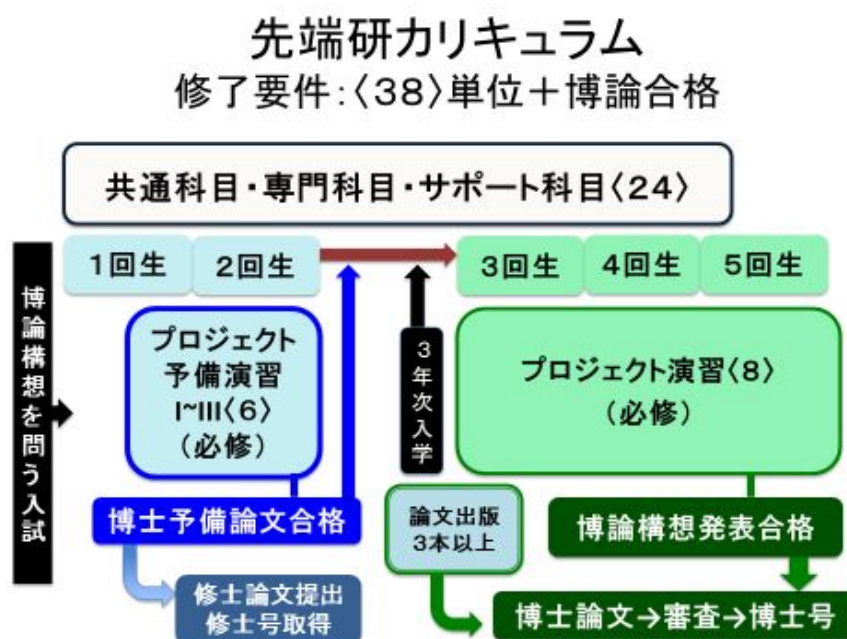 先端研カリキュラム
修了要件:〈38〉単位＋博論合格
共通科目・専門科目・サポート科目〈24〉
博論構想を問う入試
1回生
2回生
3回生
4回生
5回生
プロジェクト
予備演習
I~III〈6〉
(必修)
3年次入学
プロジェクト演習〈8〉
(必修)
博士予備論文合格
論文出版
3本以上
博論構想発表合格
修士論文提出
修士号取得
博士論文→審査→博士号